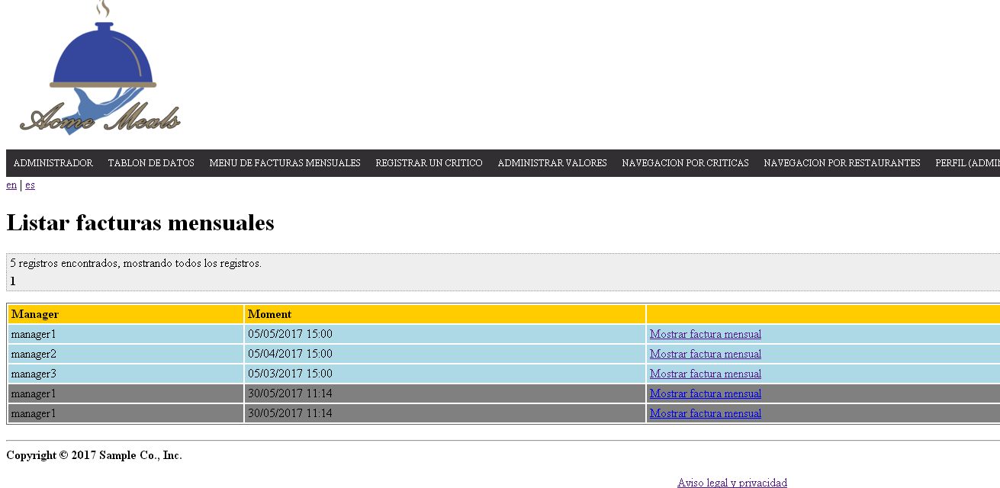 Acme Meals
ADMINISTRADOR TABLON DE DATOS MENU DE FACTURAS MENSUALES REGISTRAR UN CRITICO ADMINISTRAR VALORES NAVEGACION POR CRITICAS NAVEGACION POR RESTAURANTES PERFIL (ADMIN
en | es
Listar facturas mensuales
5 registros encontrados, mostrando todos los registros.
1
Manager Moment
manager1 05/05/2017 15:00 Mostrar factura mensual
manager2 05/04/2017 15:00 Mostrar factura mensual
manager3 05/03/2017 15:00 Mostrar factura mensual
manager1 30/05/2017 11:14 Mostrar factura mensual
manager1 30/05/2017 11:14 Mostrar factura mensual
Copyright © 2017 Sample Co., Inc.
Aviso legal y privacidad